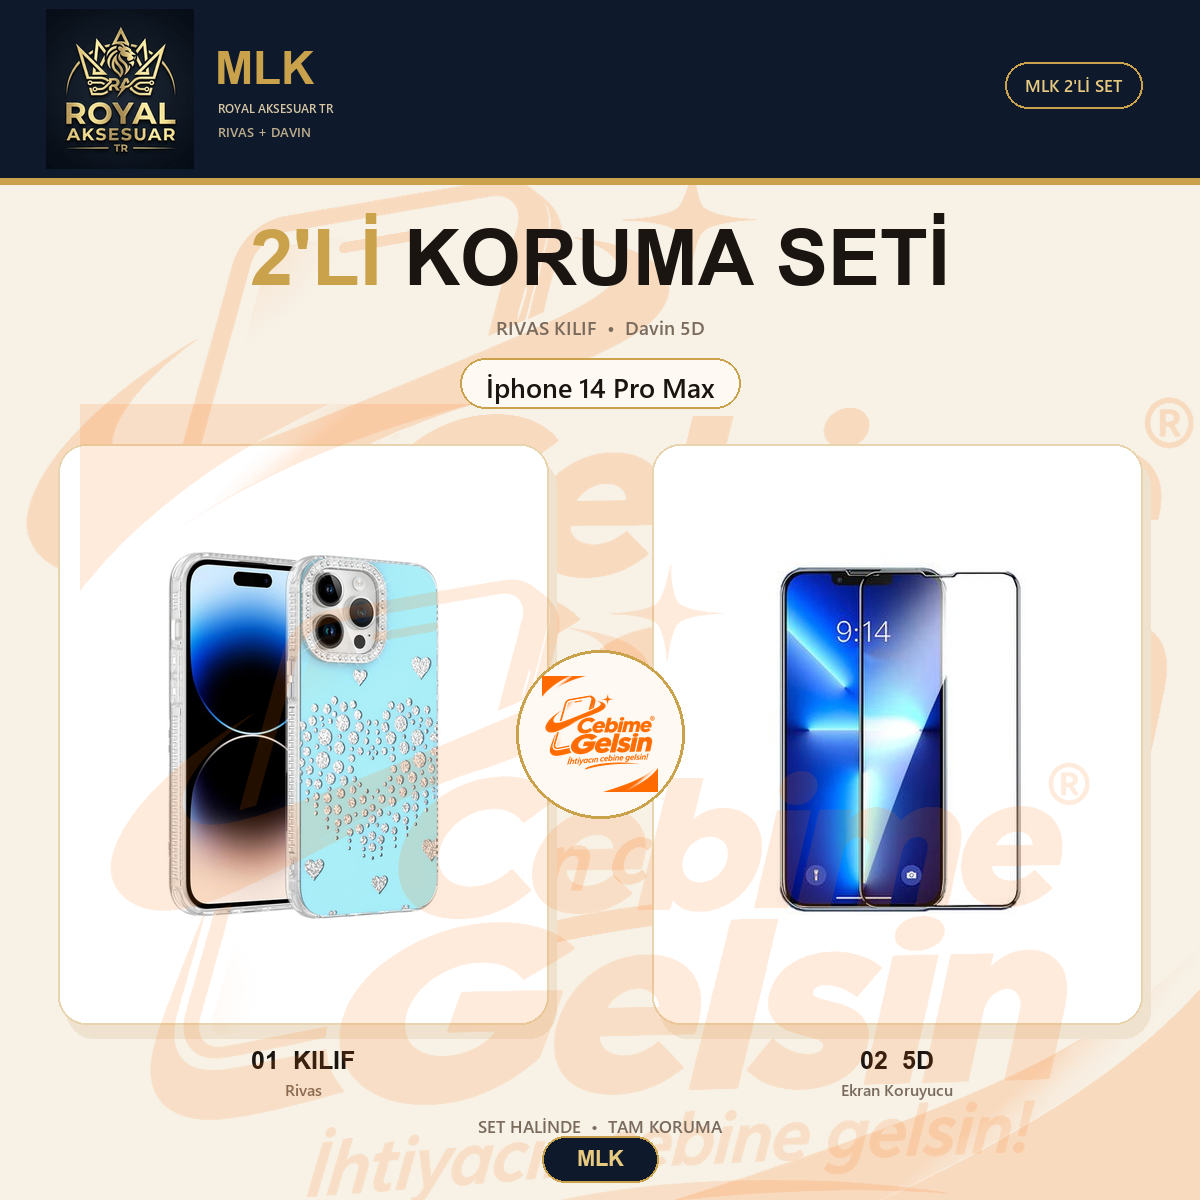 ROYAL
AKSESUAR
TR
MLK
ROYAL AKSESUAR TR
RIVAS + DAVIN
MLK 2'Lİ SET
2'Lİ KORUMA SETİ
RIVAS KILIF • Davin 5D
İphone 14 Pro Max
®
9:14
Cebime®
Gelsin
İhtiyacın cebine gelsin!
Cebime®
Gelsin
01 KILIF
Rivas
02 5D
Ekran Koruyucu
SET HALİNDE • TAM KORUMA
İhtiyacın cebine gelsin!
MLK